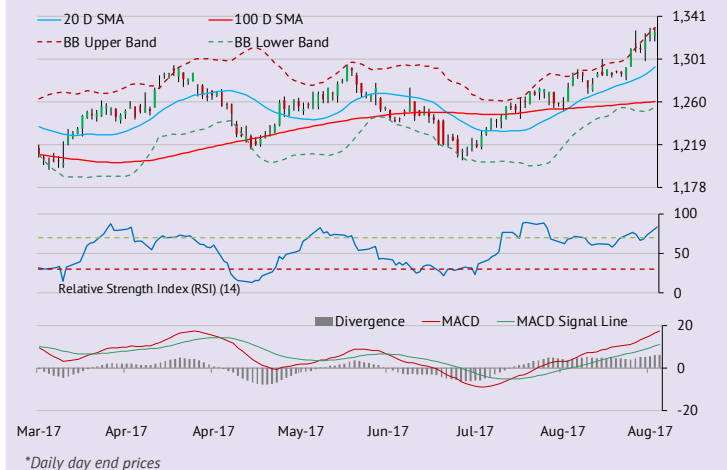 20 D SMA
100 D SMA
BB Upper Band
BB Lower Band
1,341
1,301
1,260
1,219
1,178
100
50
0
Relative Strength Index (RSI) (14)
Divergence
MACD
MACD Signal Line
20
0
-20
Mar-17
Apr-17
Apr-17
May-17
Jun-17
Jul-17
Aug-17
Aug-17
*Daily day end prices